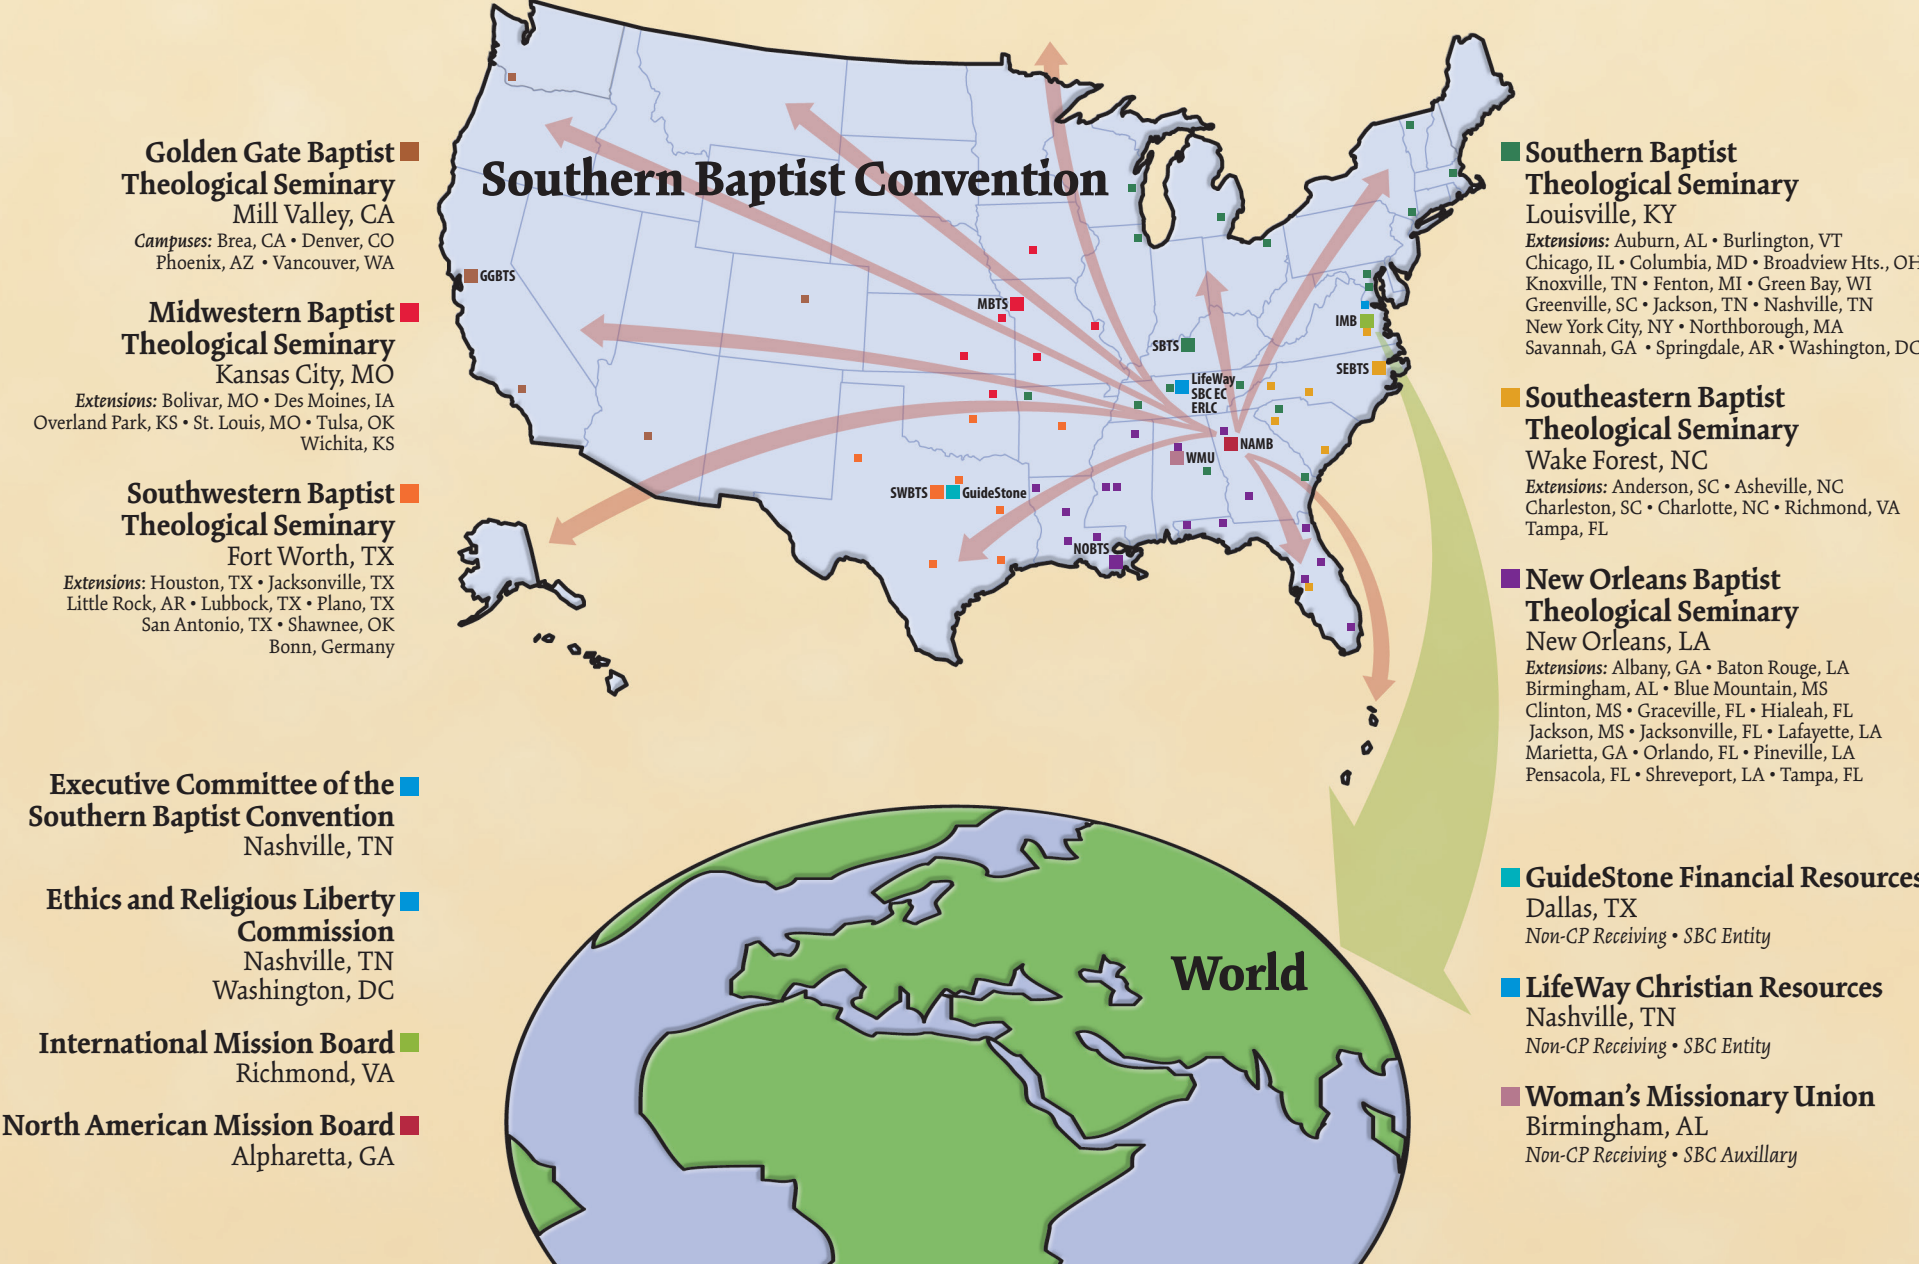 Southern Baptist Convention
Golden Gate Baptist
Theological Seminary
Mill Valley, CA
Campuses: Brea, CA • Denver, CO
Phoenix, AZ • Vancouver, WA
Midwestern Baptist
Theological Seminary
Kansas City, MO
Extensions: Bolivar, MO • Des Moines, IA
Overland Park, KS • St. Louis, MO • Tulsa, OK
Wichita, KS
Southwestern Baptist
Theological Seminary
Fort Worth, TX
Extensions: Houston, TX • Jacksonville, TX
Little Rock, AR • Lubbock, TX • Plano, TX
San Antonio, TX • Shawnee, OK
Bonn, Germany
Executive Committee of the
Southern Baptist Convention
Nashville, TN
Ethics and Religious Liberty
Commission
Nashville, TN
Washington, DC
International Mission Board
Richmond, VA
North American Mission Board
Alpharetta, GA
GGBTS
MBTS
SBTS
IMB
SEBTS
LifeWay
SBC EC
ERLC
NAMB
WMU
SWBTS
GuideStone
NOBTS
World
Southern Baptist
Theological Seminary
Louisville, KY
Extensions: Auburn, AL • Burlington, VT
Chicago, IL • Columbia, MD • Broadview Hts., OH
Knoxville, TN • Fenton, MI • Green Bay, WI
Greenville, SC • Jackson, TN • Nashville, TN
New York City, NY • Northborough, MA
Savannah, GA • Springdale, AR • Washington, DC
Southeastern Baptist
Theological Seminary
Wake Forest, NC
Extensions: Anderson, SC • Asheville, NC
Charleston, SC • Charlotte, NC • Richmond, VA
Tampa, FL
New Orleans Baptist
Theological Seminary
New Orleans, LA
Extensions: Albany, GA • Baton Rouge, LA
Birmingham, AL • Blue Mountain, MS
Clinton, MS • Graceville, FL • Hialeah, FL
Jackson, MS • Jacksonville, FL • Lafayette, LA
Marietta, GA • Orlando, FL • Pineville, LA
Pensacola, FL • Shreveport, LA • Tampa, FL
GuideStone Financial Resources
Dallas, TX
Non-CP Receiving • SBC Entity
LifeWay Christian Resources
Nashville, TN
Non-CP Receiving • SBC Entity
Woman's Missionary Union
Birmingham, AL
Non-CP Receiving • SBC Auxillary